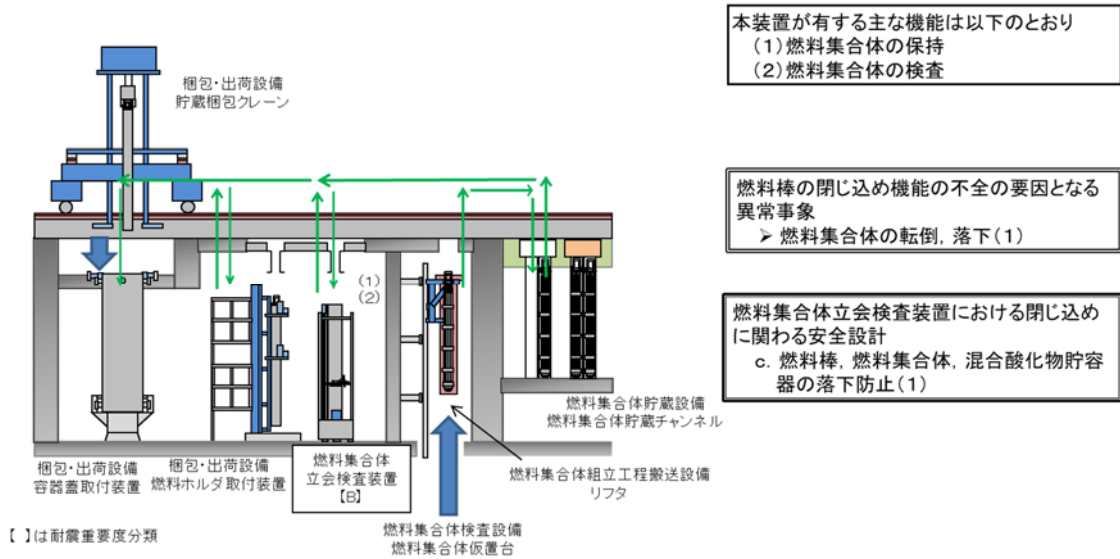 梱包・出荷設備
貯蔵梱包クレーン
本装置が有する主な機能は以下のとおり
(1)燃料集合体の保持
(2)燃料集合体の検査
燃料棒の閉じ込め機能の不全の要因となる
異常事象
➢ 燃料集合体の転倒，落下(1)
燃料集合体立会検査装置における閉じ込め
に関わる安全設計
c. 燃料棒，燃料集合体，混合酸化物貯容
器の落下防止(1)
(1)
(2)
梱包・出荷設備
容器蓋取付装置
梱包・出荷設備
燃料ホルダ取付装置
燃料集合体
立会検査装置
【B】
燃料集合体貯蔵設備
燃料集合体貯蔵チャンネル
燃料集合体組立工程搬送設備
リフタ
燃料集合体検査設備
燃料集合体仮置台
【 】は耐震重要度分類